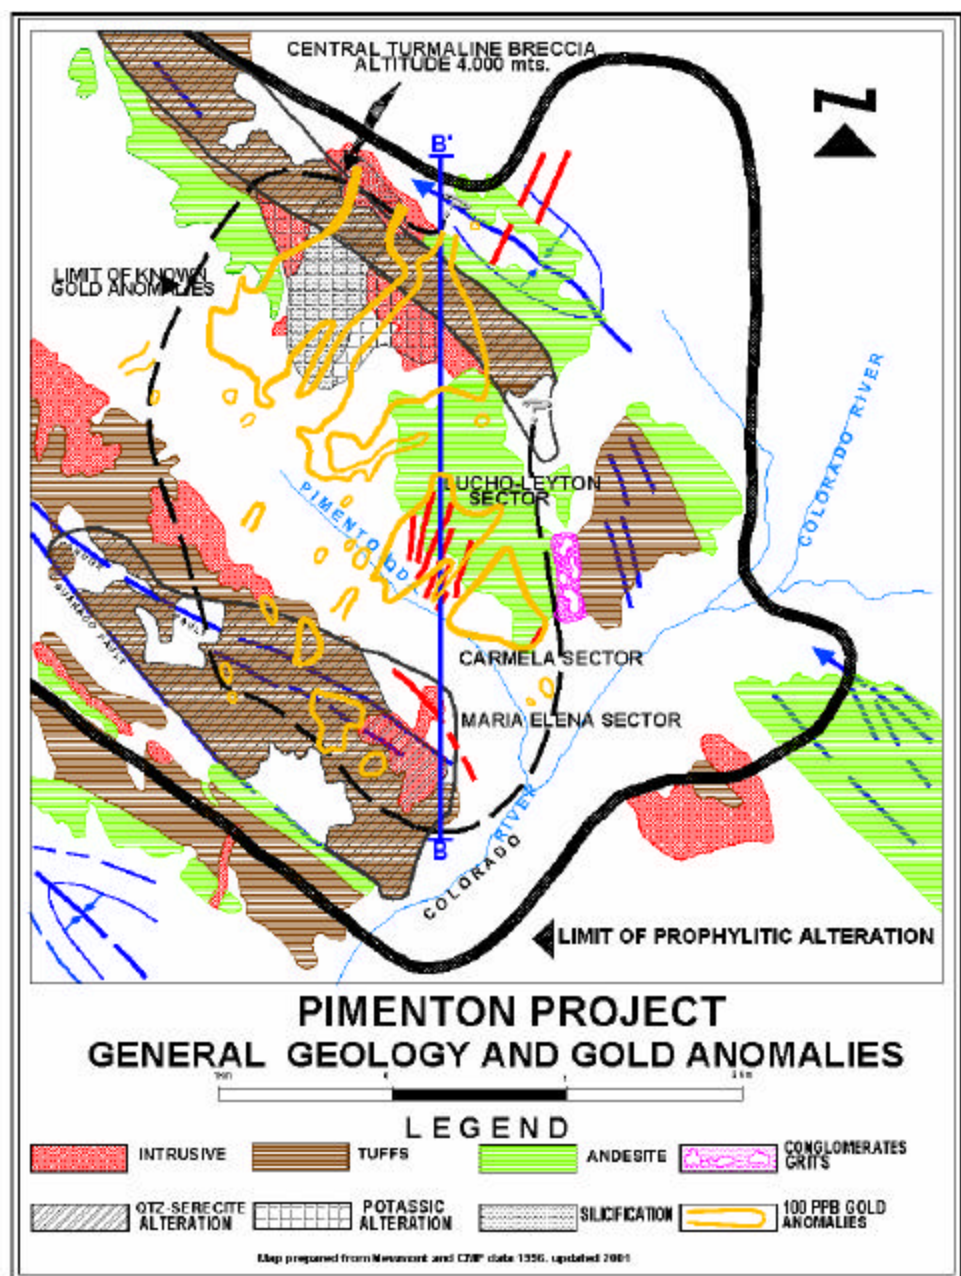 CENTRAL TURMALINE BRECCIA
ALTITUDE 4.000 mts.
Z
B'
LIMIT OF KNOWN
GOLD ANOMALIES
COLORADO RIVER
LUCHO-LEYTON
SECTOR
PIMENTO QD
FAULT
GUANACO FAULT
CARMELA SECTOR
MARIA ELENA SECTOR
B
COLORADO RIVER
LIMIT OF PROPHYLITIC ALTERATION
PIMENTON PROJECT
GENERAL GEOLOGY AND GOLD ANOMALIES
LEGEND
INTRUSIVE TUFFS ANDESITE CONGLOMERATES
GRITS
QTZ-SERECITE
ALTERATION
POTASSIC
ALTERATION
SILICIFICATION
100 PPB GOLD
ANOMALIES
Map prepared from Newmont and CMP data 1996, updated 2001